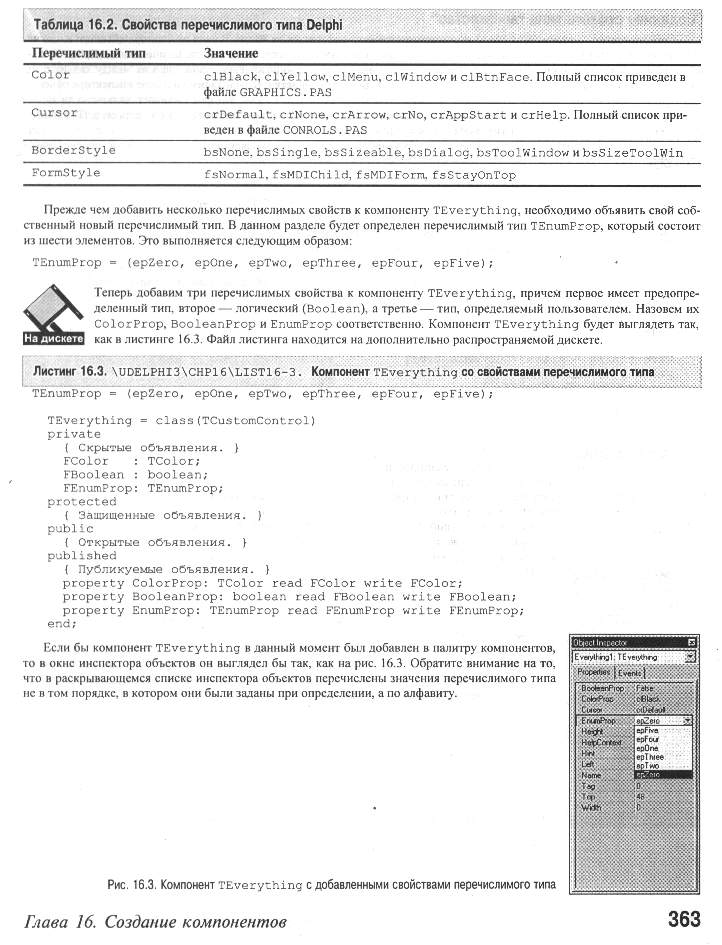 Таблица 16.2. Свойства перечислимого типа Delphi
Перечислимый тип Значение
Color clBlack, clYellow, clMenu, clWindow и clBtnFace. Полный список приведен в
файле GRAPHICS.PAS
Cursor crDefault, crNone, crArrow, crNo, crAppStart и crHelp. Полный список при-
веден в файле CONROLS.PAS
BorderStyle bsNone, bsSingle, bsSizeable, bsDialog, bsToolWindow и bsSizeToolWin
FormStyle fsNormal, fsMDIChild, fsMDIForm, fsStayOnTop
Прежде чем добавить несколько перечислимых свойств к компоненту TEverything, необходимо объявить свой соб-
ственный новый перечислимый тип. В данном разделе будет определен перечислимый тип TEnumProp, который состоит
из шести элементов. Это выполняется следующим образом:
TEnumProp = (epZero, epOne, epTwo, epThree, epFour, epFive);
Теперь добавим три перечислимых свойства к компоненту TEverything, причем первое имеет предопре-
деленный тип, второе — логический (Boolean), а третье — тип, определяемый пользователем. Назовем их
ColorProp, BooleanProp и EnumProp соответственно. Компонент TEverything будет выглядеть так,
как в листинге 16.3. Файл листинга находится на дополнительно распространяемой дискете.
На дискете
Листинг 16.3. \UDELPHI3\CHP16\LIST16-3. Компонент TEverything со свойствами перечислимого типа
TEnumProp = (epZero, epOne, epTwo, epThree, epFour, epFive);
TEverything = class(TCustomControl)
private
{ Скрытые объявления. }
FColor : TColor;
FBoolean : boolean;
FEnumProp: TEnumProp;
protected
{ Защищенные объявления. }
public
{ Открытые объявления. }
published
{ Публикуемые объявления. }
property ColorProp: TColor read FColor write FColor;
property BooleanProp: boolean read FBoolean write FBoolean;
property EnumProp: TEnumProp read FEnumProp write FEnumProp;
end;
Если бы компонент TEverything в данный момент был добавлен в палитру компонентов,
то в окне инспектора объектов он выглядел бы так, как на рис. 16.3. Обратите внимание на то,
что в раскрывающемся списке инспектора объектов перечислены значения перечислимого типа
не в том порядке, в котором они были заданы при определении, а по алфавиту.
Object Inspector
Everything1: TEverything
Properties Events
BooleanProp False
ColorProp clBlack
Cursor crDefault
EnumProp epZero
Height epFive
epFour
HelpContext epOne
Hint epThree
Left epTwo
Name epZero
Tag 0
Top 48
Width 0
Рис. 16.3. Компонент TEverything с добавленными свойствами перечислимого типа
Глава 16. Создание компонентов 363